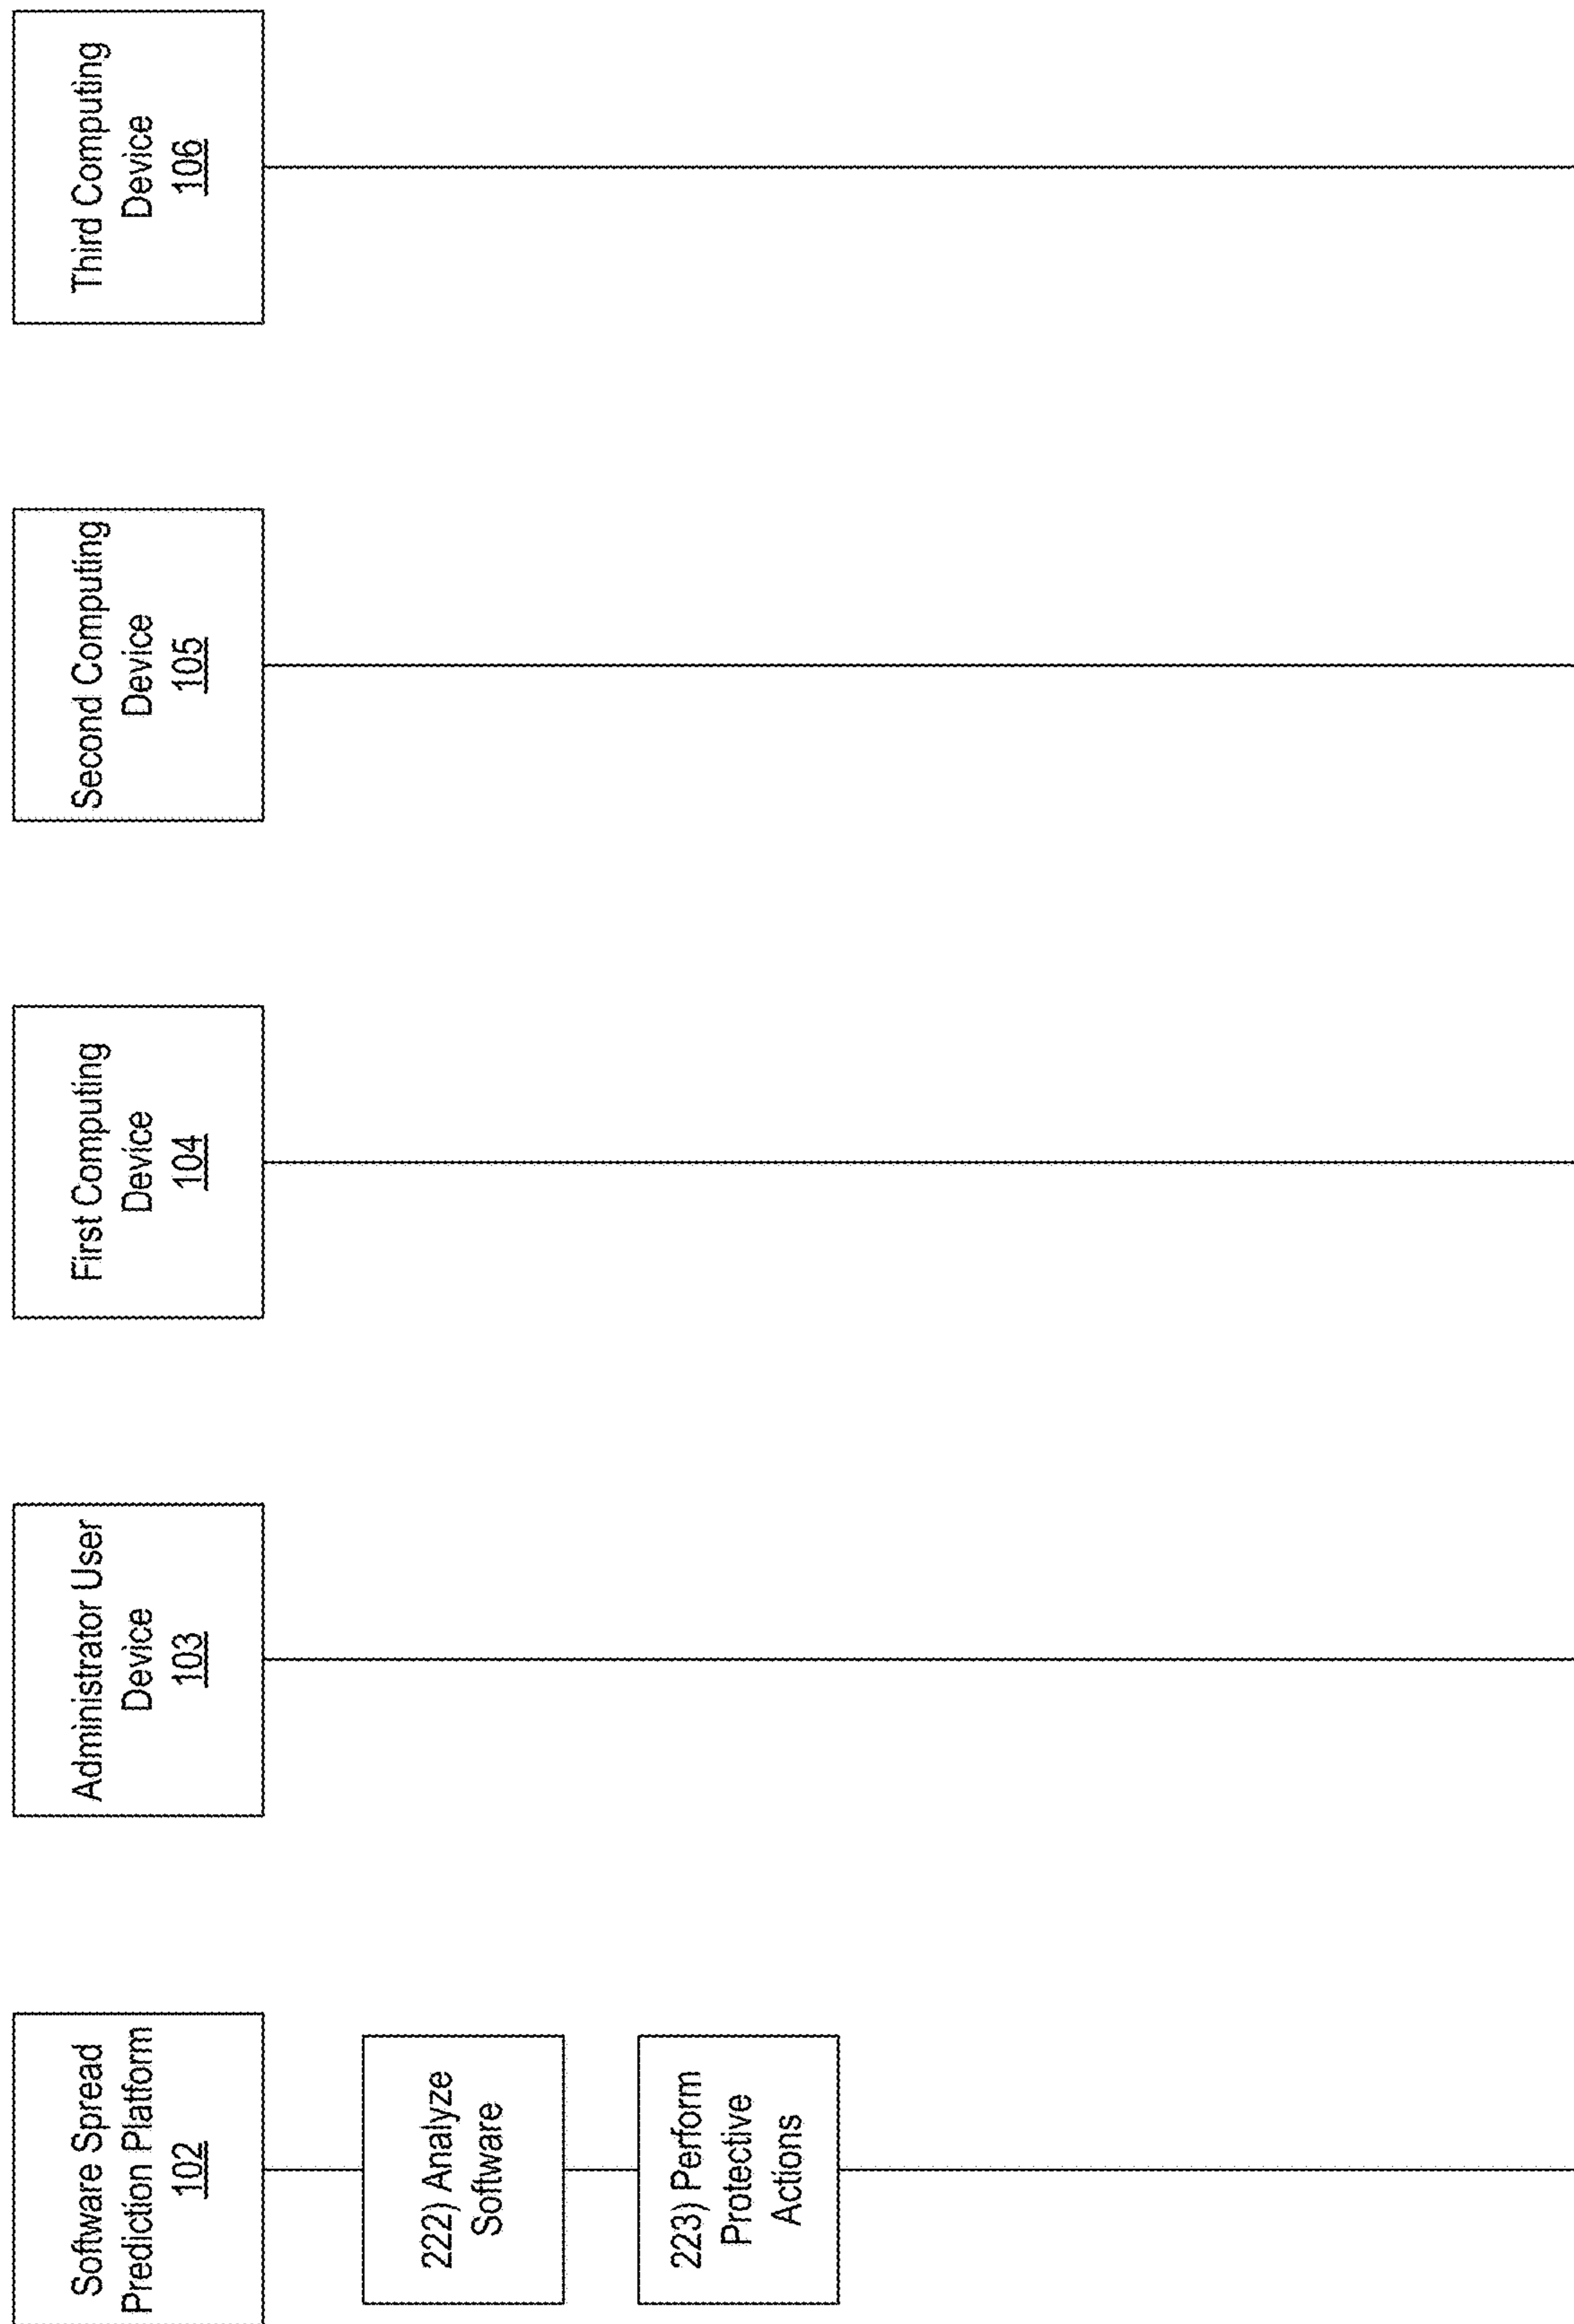 Software Spread
Prediction Platform
102
Administrator User
Device
103
First Computing
Device
104
Second Computing
Device
105
Third Computing
Device
106
222) Analyze
Software
223) Perform
Protective
Actions